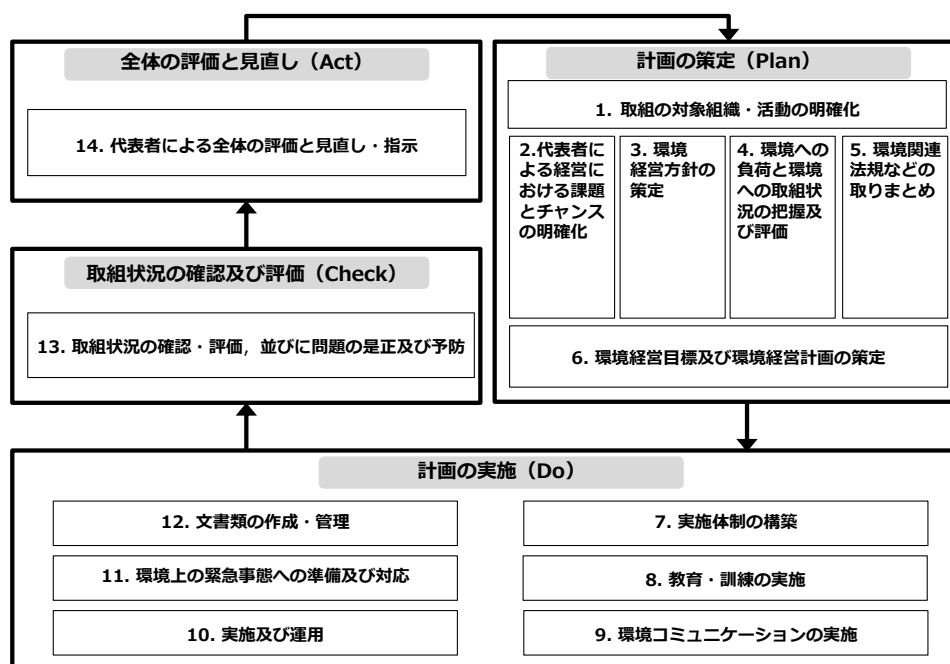 全体の評価と見直し（Act）
14. 代表者による全体の評価と見直し・指示
取組状況の確認及び評価（Check）
13. 取組状況の確認・評価，並びに問題の是正及び予防
計画の策定（Plan）
1. 取組の対象組織・活動の明確化
2.代表者に
よる経営に
おける課題
とチャンス
の明確化
3. 環境
経営方針の
策定
4. 環境への
負荷と環境
への取組状
況の把握及
び評価
5. 環境関連
法規などの
取りまとめ
6. 環境経営目標及び環境経営計画の策定
計画の実施（Do）
12. 文書類の作成・管理
11. 環境上の緊急事態への準備及び対応
10. 実施及び運用
7. 実施体制の構築
8. 教育・訓練の実施
9. 環境コミュニケーションの実施